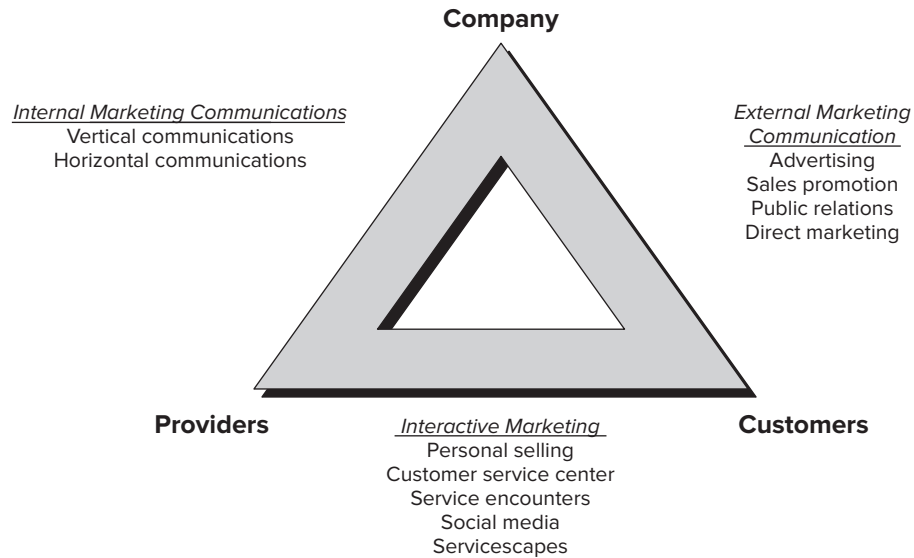 Company
Internal Marketing Communications
Vertical communications
Horizontal communications
External Marketing
Communication
Advertising
Sales promotion
Public relations
Direct marketing
Providers
Interactive Marketing
Personal selling
Customer service center
Service encounters
Social media
Servicescapes
Customers